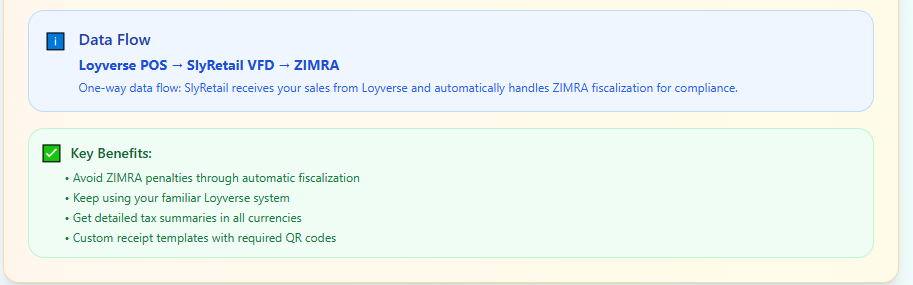 Data Flow
Loyverse POS → SlyRetail VFD → ZIMRA
One-way data flow: SlyRetail receives your sales from Loyverse and automatically handles ZIMRA fiscalization for compliance.
Key Benefits:
• Avoid ZIMRA penalties through automatic fiscalization
• Keep using your familiar Loyverse system
• Get detailed tax summaries in all currencies
• Custom receipt templates with required QR codes